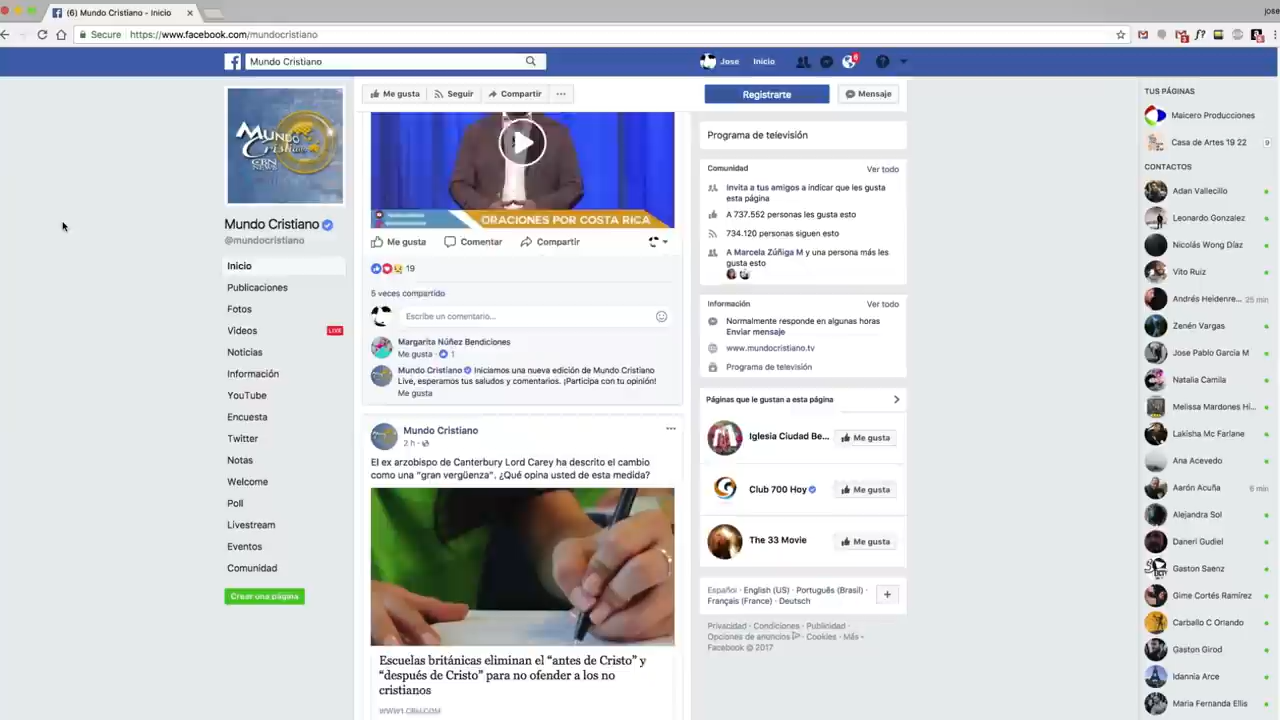 (6) Mundo Cristiano - Inicio
jose
Secure
https://www.facebook.com/mundocristiano
Mundo Cristiano
Jose
Inicio
Me gusta
Seguir
Compartir
Registrarte
Mensaje
MUNDO
Cristiano
CBN
NEWS
Mundo Cristiano
@mundocristiano
Inicio
Publicaciones
Fotos
Videos
LIVE
Noticias
Información
YouTube
Encuesta
Twitter
Notas
Welcome
Poll
Livestream
Eventos
Comunidad
Crear una página
ORACIONES POR COSTA RICA
Me gusta
Comentar
Compartir
19
5 veces compartido
Escribe un comentario...
Margarita Núñez Bendiciones
Me gusta · 1
Mundo Cristiano Iniciamos una nueva edición de Mundo Cristiano
Live, esperamos tus saludos y comentarios. ¡Participa con tu opinión!
Me gusta
Mundo Cristiano
2 h ·
El ex arzobispo de Canterbury Lord Carey ha descrito el cambio
como una "gran vergüenza". ¿Qué opina usted de esta medida?
Escuelas británicas eliminan el “antes de Cristo” y
“después de Cristo” para no ofender a los no
cristianos
WWW1.CBN.COM
Programa de televisión
Comunidad
Ver todo
Invita a tus amigos a indicar que les gusta
esta página
A 737.552 personas les gusta esto
734.120 personas siguen esto
A Marcela Zúñiga M y una persona más les
gusta esto
Información
Ver todo
Normalmente responde en algunas horas
Enviar mensaje
www.mundocristiano.tv
Programa de televisión
Páginas que le gustan a esta página
Iglesia Ciudad Be...
Me gusta
Club 700 Hoy
Me gusta
The 33 Movie
Me gusta
Español · English (US) · Português (Brasil) ·
Français (France) · Deutsch
Privacidad · Condiciones · Publicidad ·
Opciones de anuncios · Cookies · Más
Facebook © 2017
TUS PÁGINAS
Maicero Producciones
Casa de Artes 19 22
9
CONTACTOS
Adan Vallecillo
Leonardo Gonzalez
Nicolás Wong Díaz
Vito Ruiz
Andrés Heidenre...
25 min
Zenén Vargas
Jose Pablo Garcia M
Natalia Camila
Melissa Mardones Hi...
Lakisha Mc Farlane
Ana Acevedo
Aarón Acuña
6 min
Alejandra Sol
Daneri Gudiel
Gaston Saenz
Gime Cortés Ramírez
Carballo C Orlando
Gaston Girod
Idannia Arce
Maria Fernanda Ellis